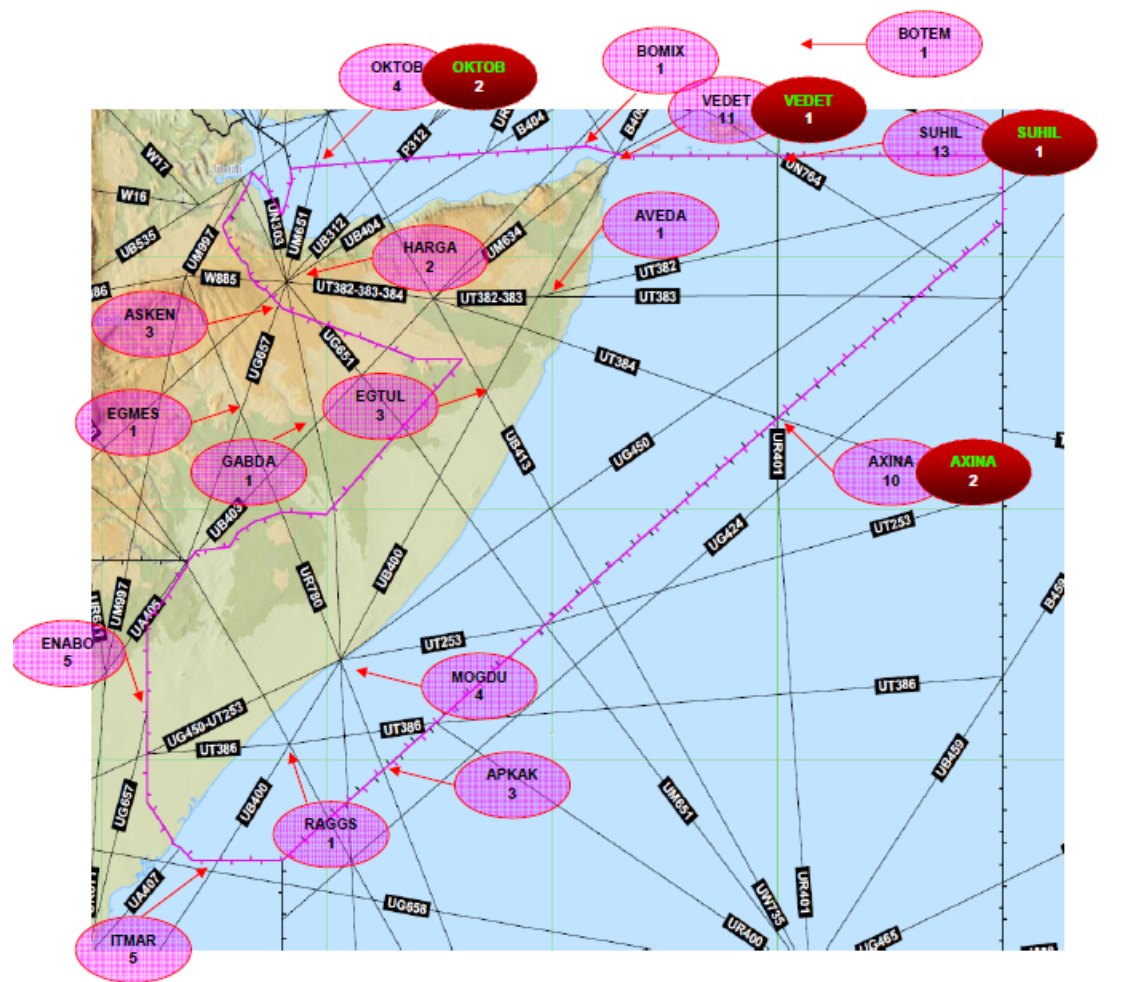 BOTEM
1
BOMIX
1
OKTOB
4
OKTOB
2
VEDET
11
VEDET
1
SUHIL
13
SUHIL
1
P312
B404
W17
W16
UN764
UB535
UM997
UN303
UM651
UB312
UB404
UM634
AVEDA
1
HARGA
2
W885
UT382-383-384
UT382-383
UT382
UT383
ASKEN
3
UG657
UG651
UT384
EGMES
1
EGTUL
3
GABDA
1
UB413
UG450
UR401
AXINA
10
AXINA
2
UB403
UG424
UT253
UR780
UB400
UM997
UA405
B459
ENABO
5
UT253
MOGDU
4
UT386
UG450-UT253
UT386
UT386
UB459
APKAK
3
UG657
UB400
UM651
RAGGS
1
UA407
UG658
UW735
UR401
UR400
UG465
ITMAR
5